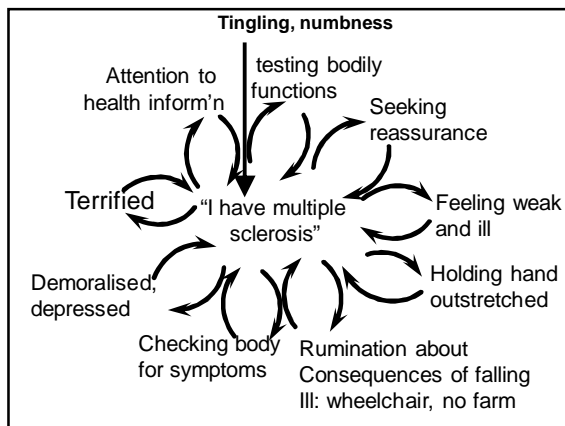 Tingling, numbness
testing bodily
functions
Attention to
health inform'n
Seeking
reassurance
Terrified
"I have multiple
sclerosis"
Feeling weak
and ill
Holding hand
outstretched
Demoralised,
depressed
Checking body
for symptoms
Rumination about
Consequences of falling
Ill: wheelchair, no farm